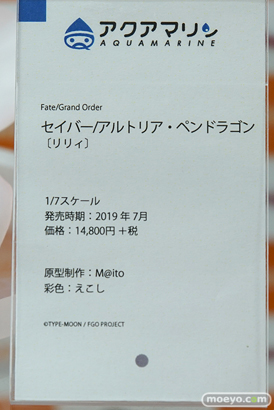 アクアマリン
AQUAMARINE
Fate/Grand Order
セイバー/アルトリア・ペンドラゴン
〔リリィ〕
1/7スケール
発売時期：2019年7月
価格：14,800円+税
原型制作：M@ito
彩色：えこし
©TYPE-MOON / FGO PROJECT
moeyo.com